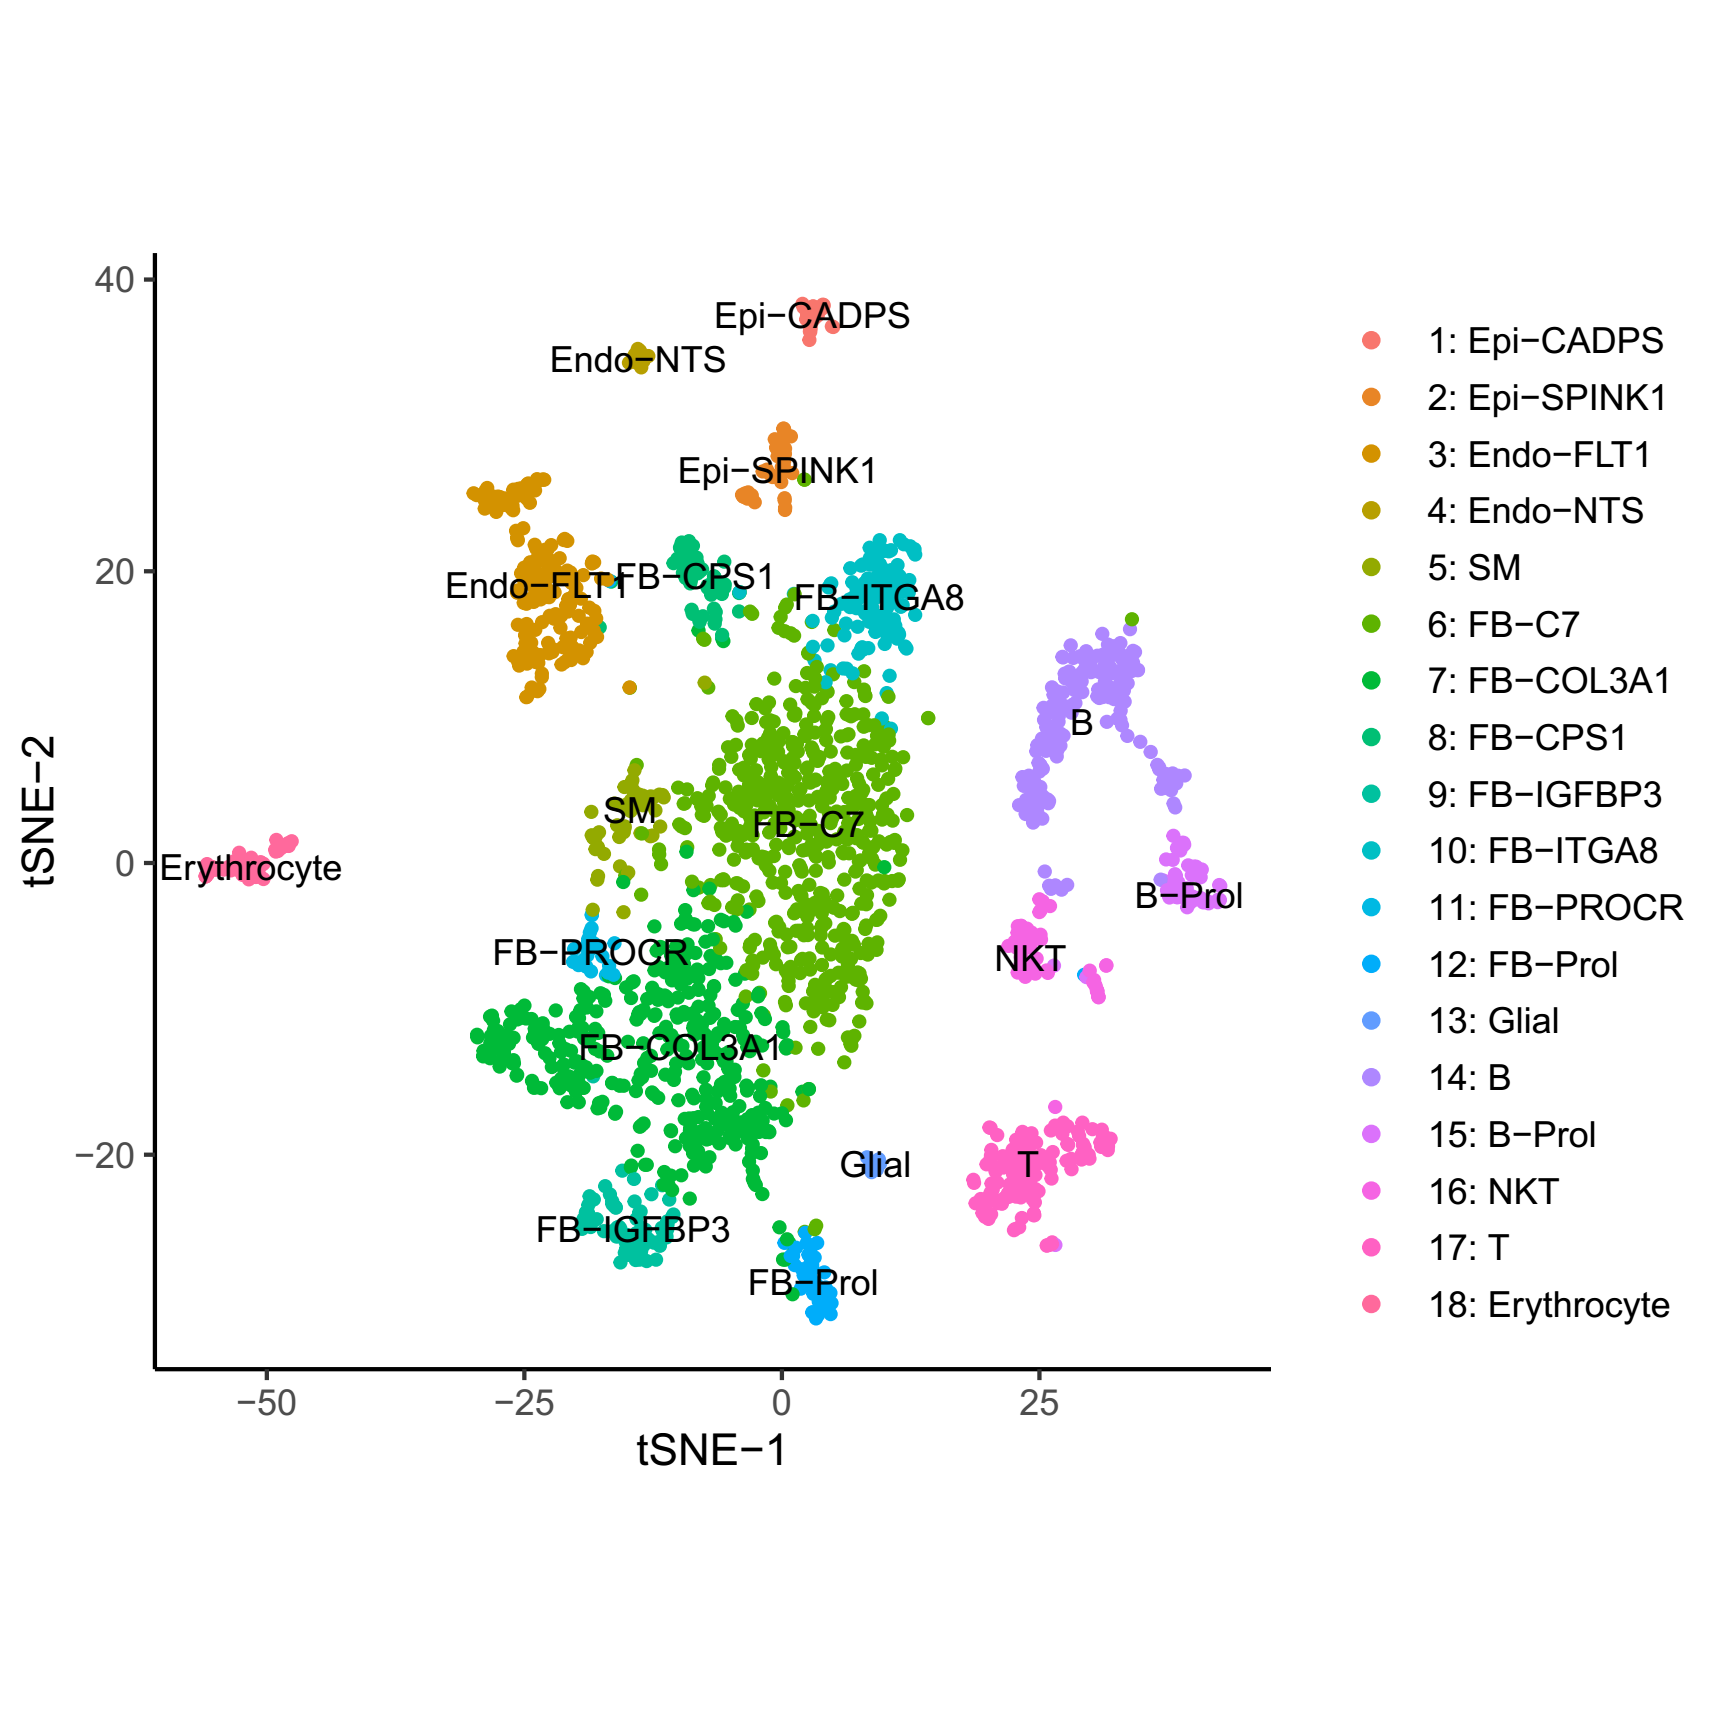 40
20
0
−20
−50
−25
0
25
tSNE−1
tSNE−2
Epi−CADPS
Endo−NTS
Epi−SPINK1
Endo−FLT1
FB−CPS1
FB−ITGA8
B
SM
FB−C7
Erythrocyte
B−Prol
FB−PROCR
NKT
FB−COL3A1
Glial
T
FB−IGFBP3
FB−Prol
1: Epi−CADPS
2: Epi−SPINK1
3: Endo−FLT1
4: Endo−NTS
5: SM
6: FB−C7
7: FB−COL3A1
8: FB−CPS1
9: FB−IGFBP3
10: FB−ITGA8
11: FB−PROCR
12: FB−Prol
13: Glial
14: B
15: B−Prol
16: NKT
17: T
18: Erythrocyte